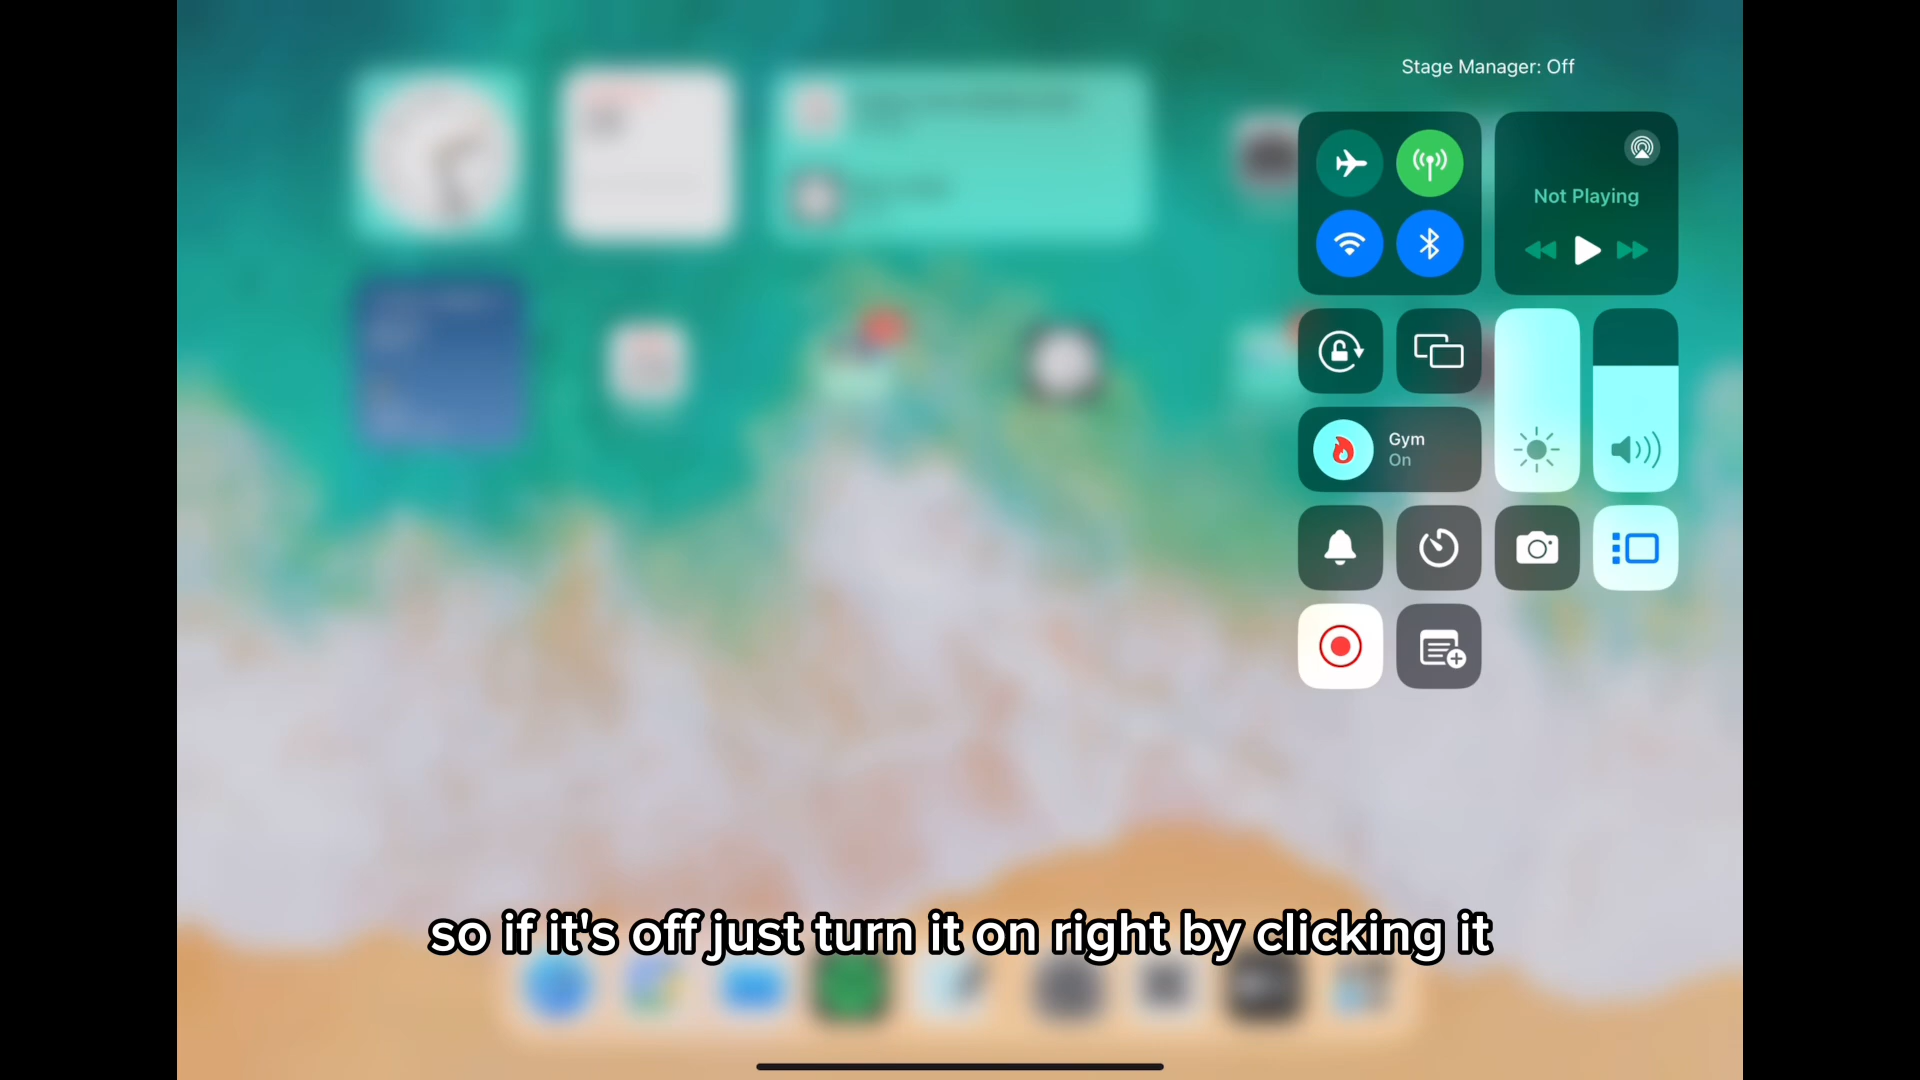 Stage Manager: Off
Not Playing
Gym
On
so if it's off just turn it on right by clicking it